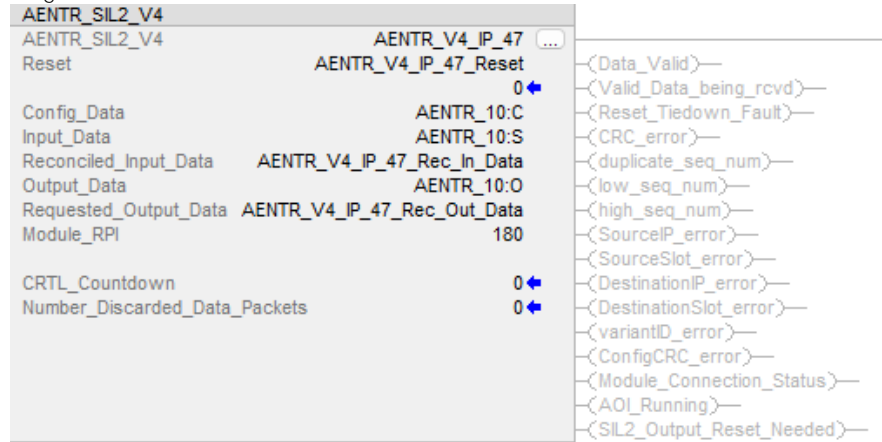 AENTR_SIL2_V4
AENTR_SIL2_V4 AENTR_V4_IP_47 ...
Reset AENTR_V4_IP_47_Reset
0
Config_Data AENTR_10:C
Input_Data AENTR_10:S
Reconciled_Input_Data AENTR_V4_IP_47_Rec_In_Data
Output_Data AENTR_10:O
Requested_Output_Data AENTR_V4_IP_47_Rec_Out_Data
Module_RPI 180
CRTL_Countdown 0
Number_Discarded_Data_Packets 0
(Data_Valid)
(Valid_Data_being_rcvd)
(Reset_Tiedown_Fault)
(CRC_error)
(duplicate_seq_num)
(low_seq_num)
(high_seq_num)
(SourceIP_error)
(SourceSlot_error)
(DestinationIP_error)
(DestinationSlot_error)
(variantID_error)
(ConfigCRC_error)
(Module_Connection_Status)
(AOI_Running)
(SIL2_Output_Reset_Needed)